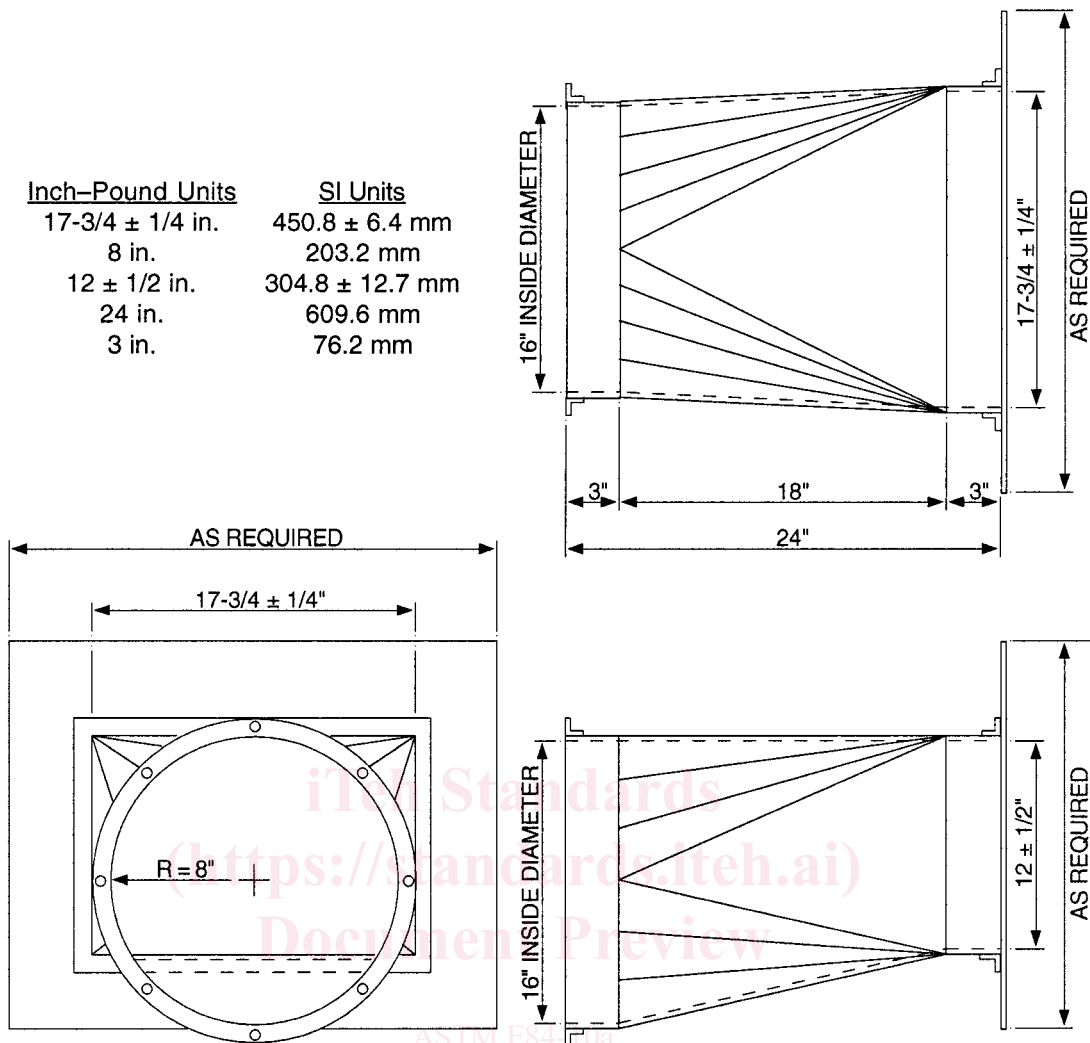 Inch–Pound Units SI Units
17-3/4 ± 1/4 in. 450.8 ± 6.4 mm
8 in. 203.2 mm
12 ± 1/2 in. 304.8 ± 12.7 mm
24 in. 609.6 mm
3 in. 76.2 mm
16" INSIDE DIAMETER
17-3/4 ± 1/4"
AS REQUIRED
3" 18" 3"
24"
AS REQUIRED
17-3/4 ± 1/4"
R = 8"
16" INSIDE DIAMETER
12 ± 1/2"
AS REQUIRED
iTeh Standards
(https://standards.iteh.ai)
Document Preview
ASTM E84-10a